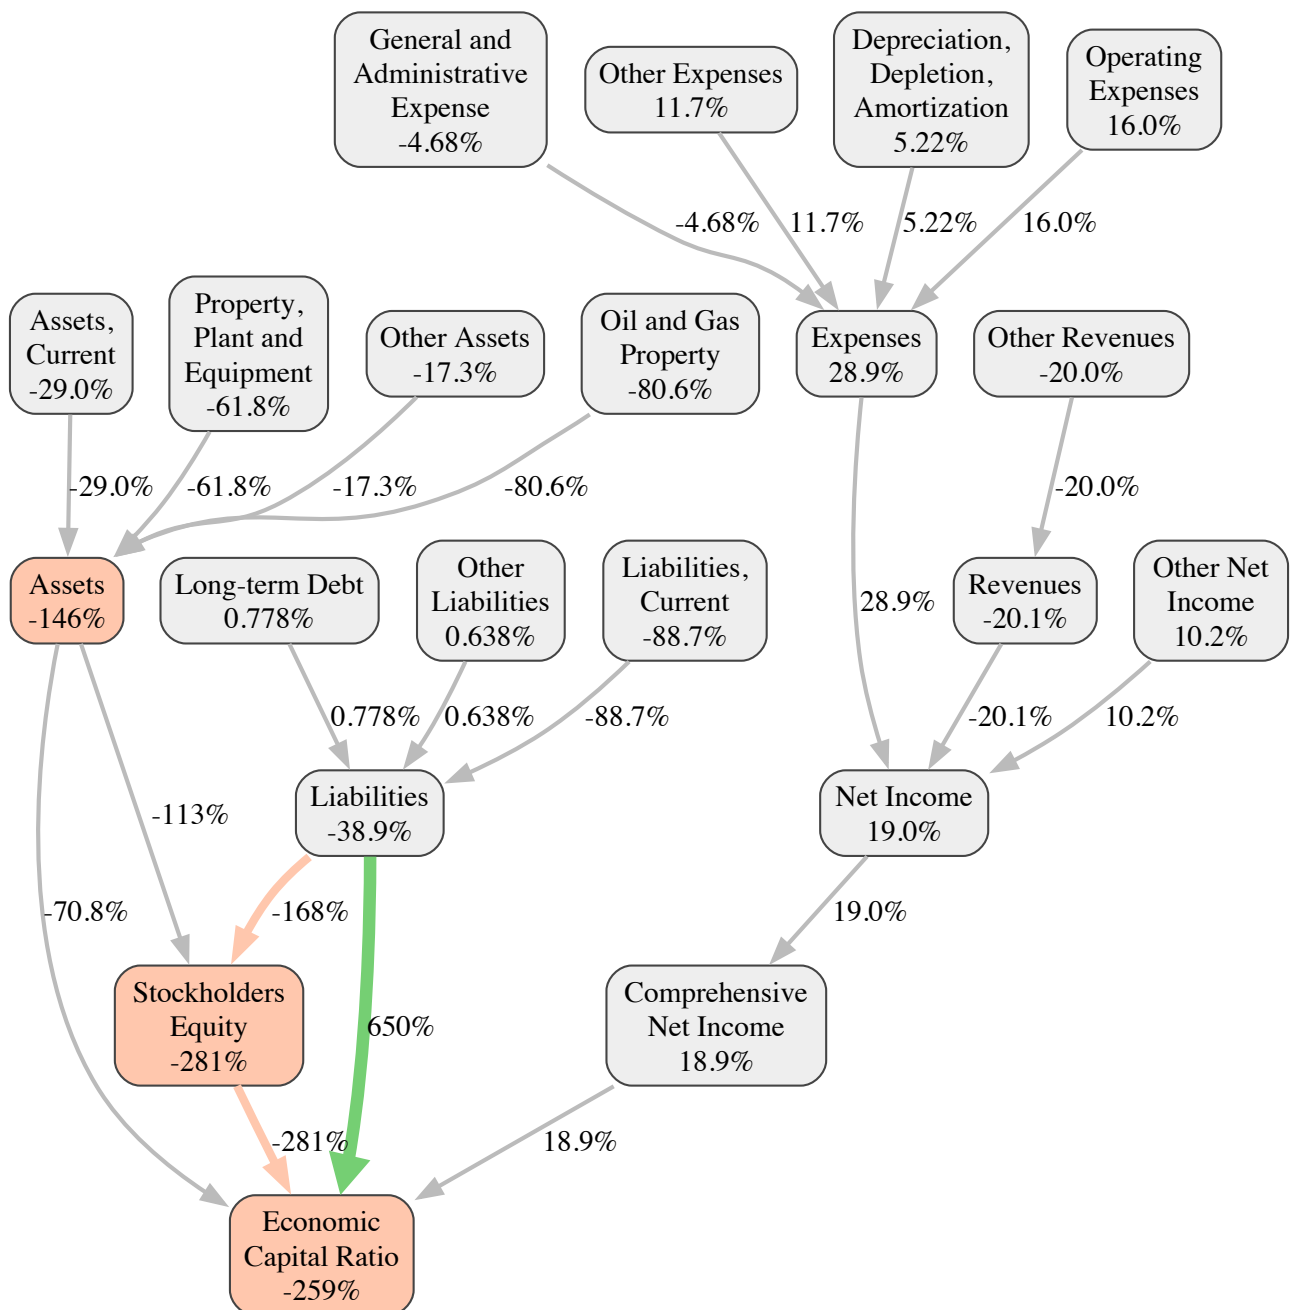 General and
Administrative
Expense
-4.68%
Other Expenses
11.7%
Depreciation,
Depletion,
Amortization
5.22%
Operating
Expenses
16.0%
-4.68%
11.7%
5.22%
16.0%
Assets,
Current
-29.0%
Property,
Plant and
Equipment
-61.8%
Other Assets
-17.3%
Oil and Gas
Property
-80.6%
Expenses
28.9%
Other Revenues
-20.0%
-29.0%
-61.8%
-17.3%
-80.6%
-20.0%
Assets
-146%
Long-term Debt
0.778%
Other
Liabilities
0.638%
Liabilities,
Current
-88.7%
28.9%
Revenues
-20.1%
Other Net
Income
10.2%
0.778%
0.638%
-88.7%
-20.1%
10.2%
Liabilities
-38.9%
Net Income
19.0%
-113%
-70.8%
-168%
19.0%
Stockholders
Equity
-281%
650%
Comprehensive
Net Income
18.9%
-281%
18.9%
Economic
Capital Ratio
-259%